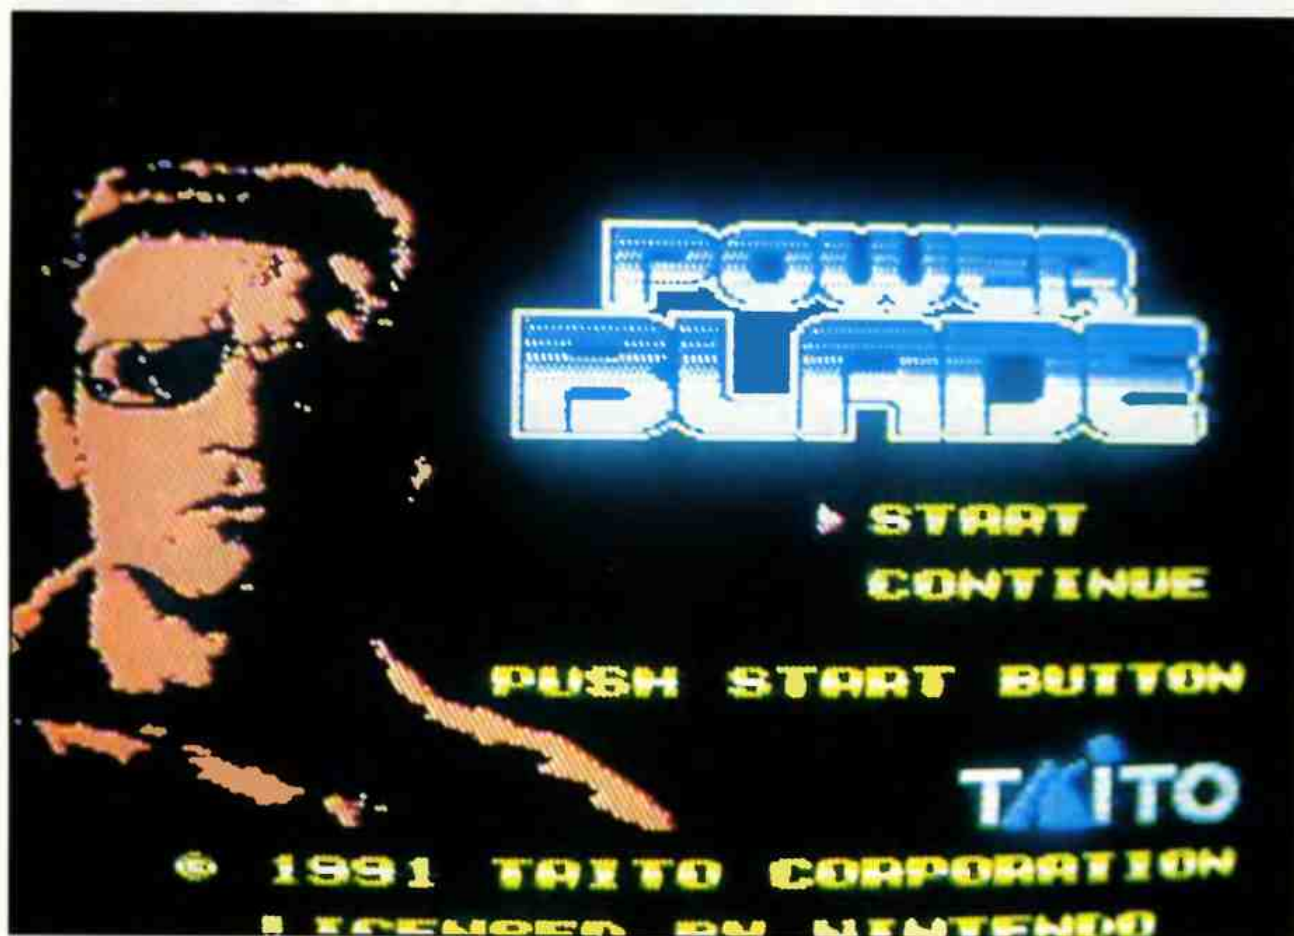 POWER
BLADE
START
CONTINUE
PUSH START BUTTON
TAITO
© 1991 TAITO CORPORATION
LICENSED BY NINTENDO